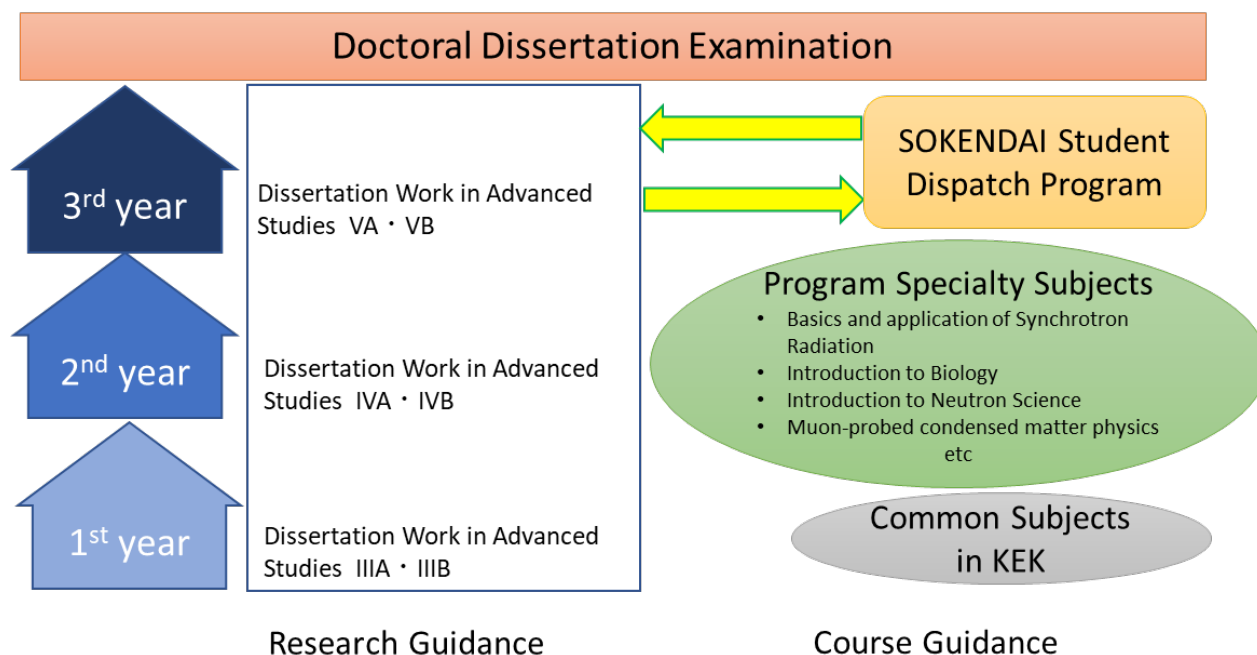 Doctoral Dissertation Examination
3rd year
Dissertation Work in Advanced
Studies VA・VB
SOKENDAI Student
Dispatch Program
2nd year
Dissertation Work in Advanced
Studies IVA・IVB
Program Specialty Subjects
• Basics and application of Synchrotron
Radiation
• Introduction to Biology
• Introduction to Neutron Science
• Muon-probed condensed matter physics
etc
1st year
Dissertation Work in Advanced
Studies IIIA・IIIB
Common Subjects
in KEK
Research Guidance
Course Guidance